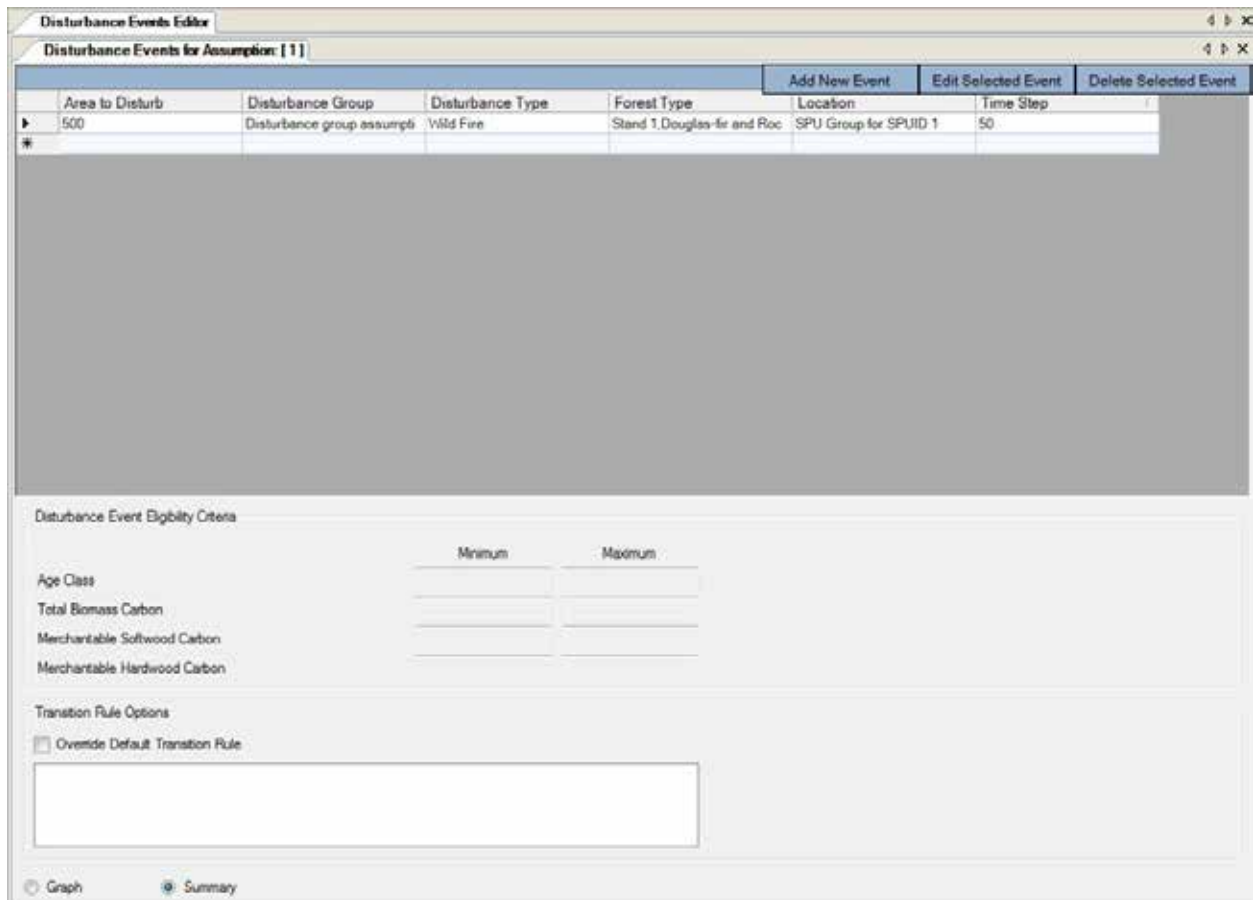 Disturbance Events Editor
Disturbance Events for Assumption: [ 1 ]
Add New Event Edit Selected Event Delete Selected Event
Area to Disturb Disturbance Group Disturbance Type Forest Type Location Time Step
500 Disturbance group assumpti Wild Fire Stand 1,Douglas-fir and Roc SPU Group for SPUID 1 50
Disturbance Event Eligibility Criteria
Minimum Maximum
Age Class
Total Biomass Carbon
Merchantable Softwood Carbon
Merchantable Hardwood Carbon
Transition Rule Options
Override Default Transition Rule
Graph Summary